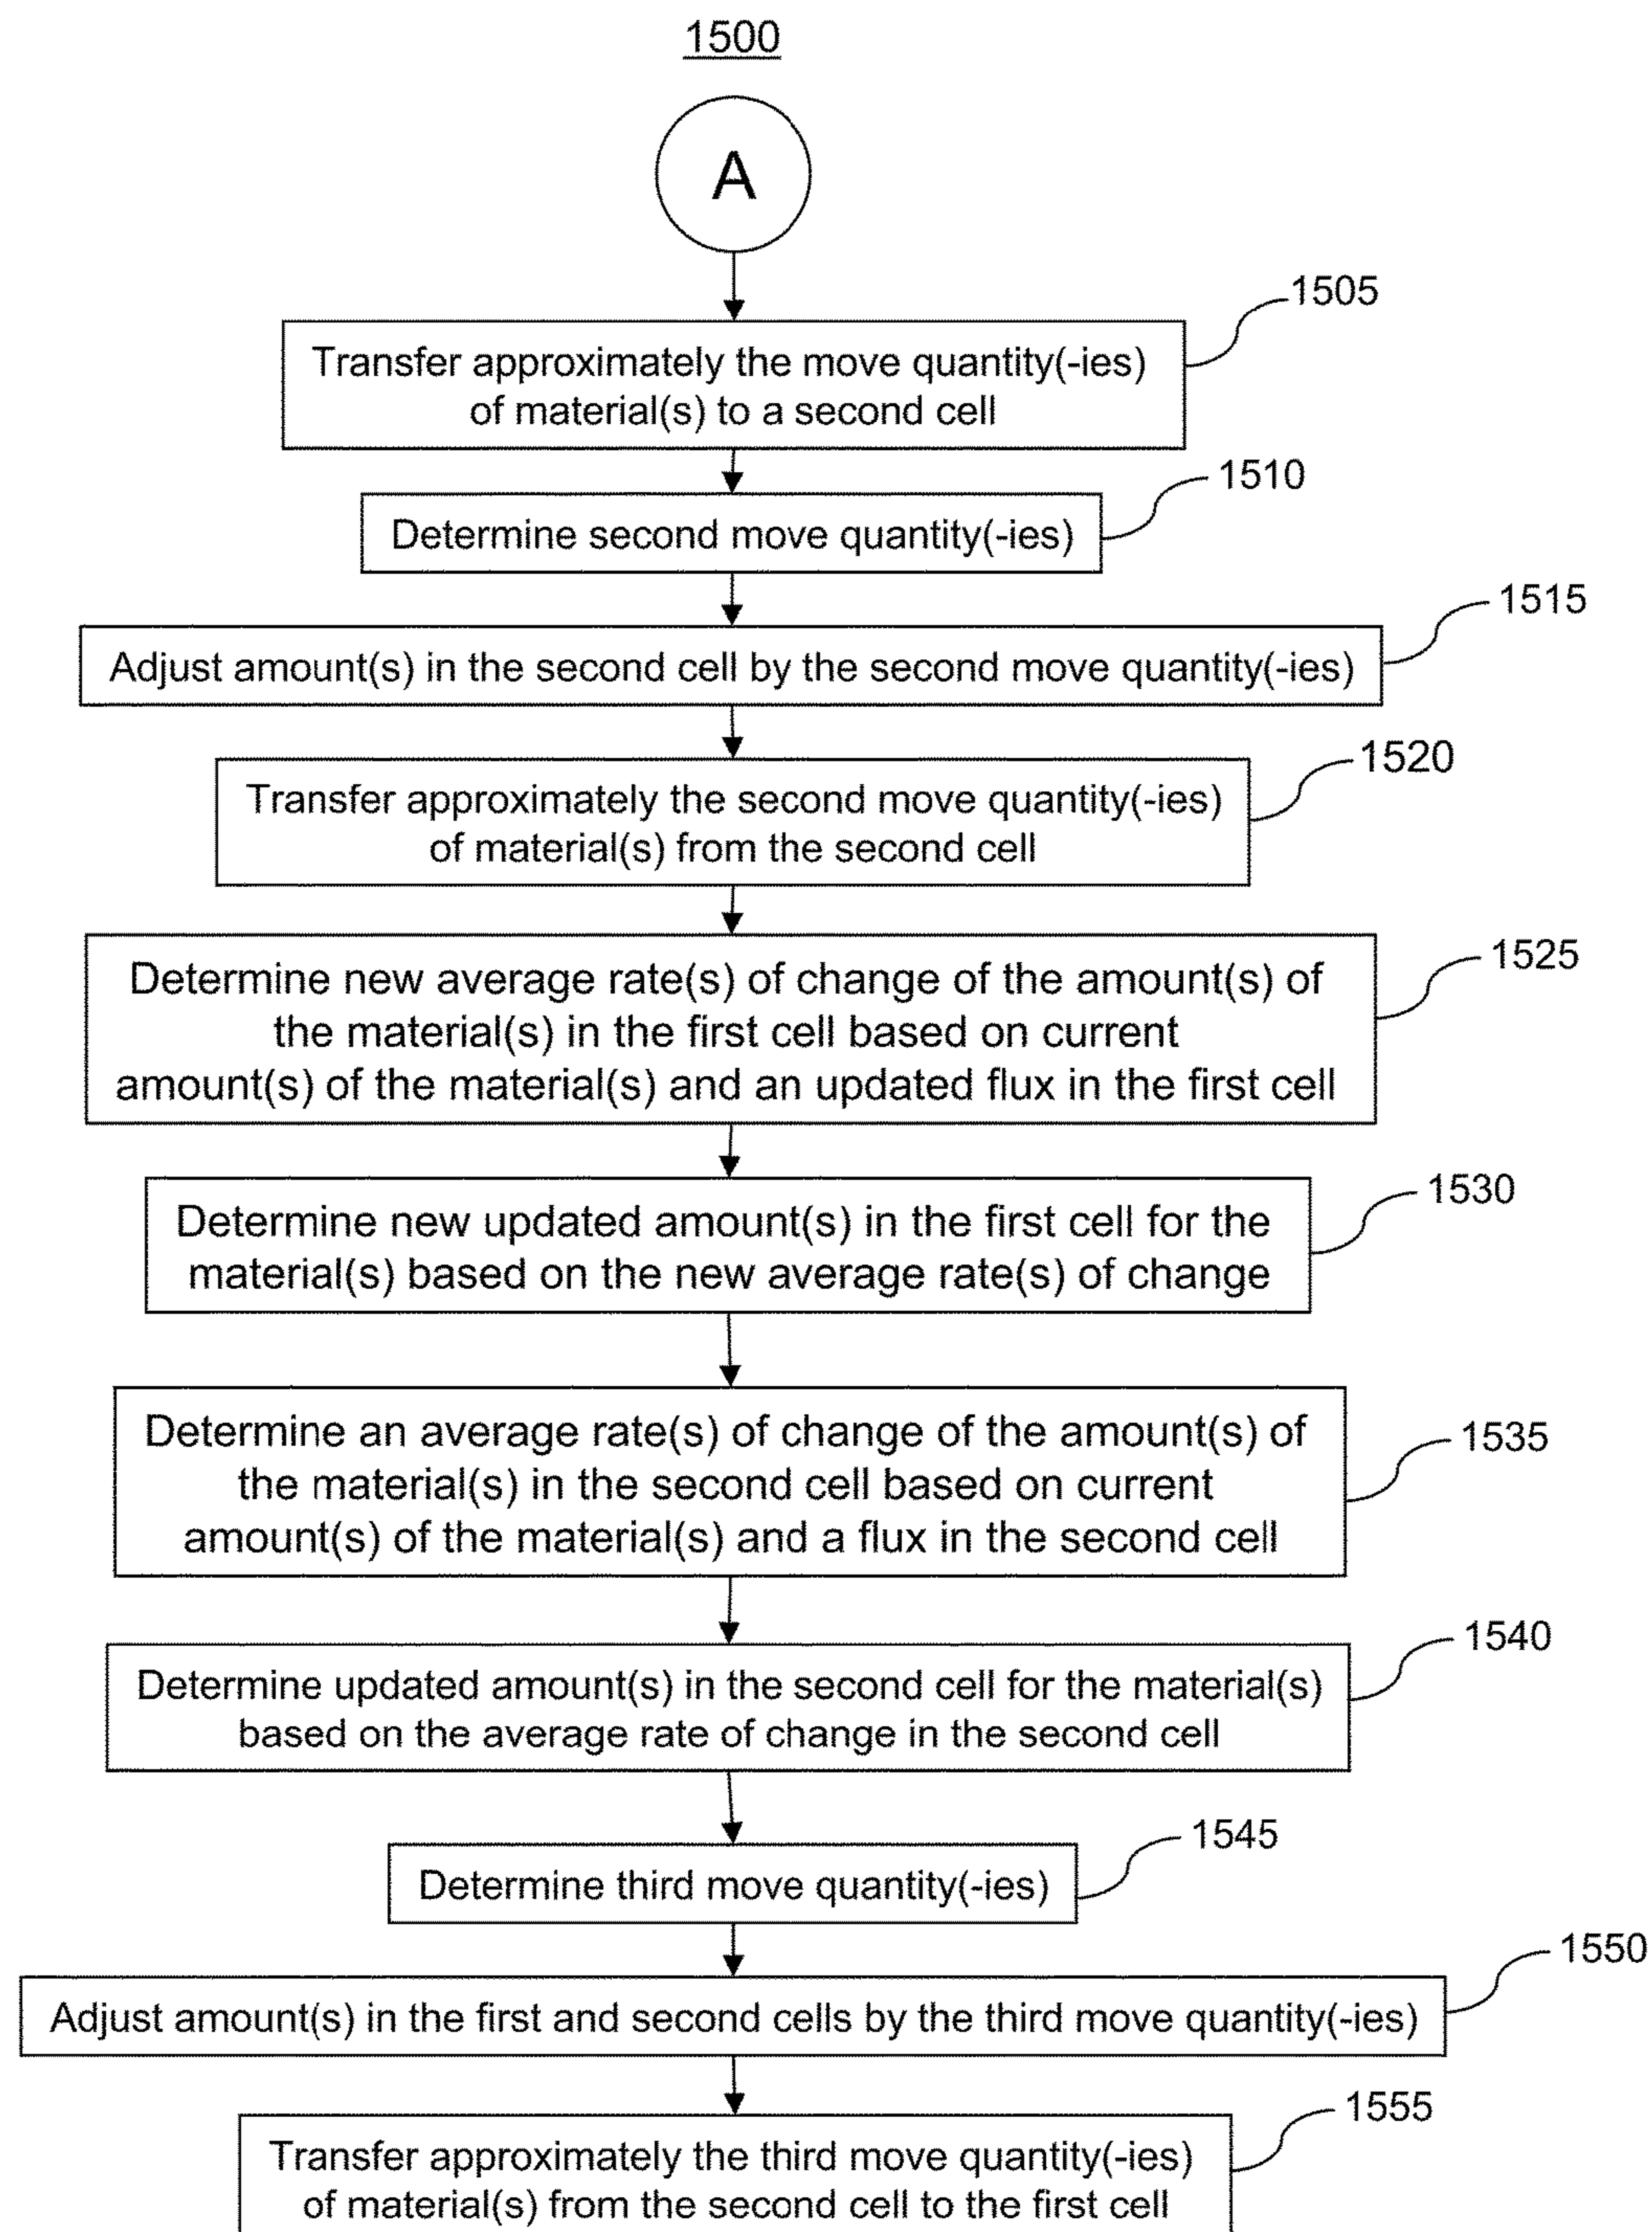 1500
A
1505
Transfer approximately the move quantity(-ies)
of material(s) to a second cell
1510
Determine second move quantity(-ies)
1515
Adjust amount(s) in the second cell by the second move quantity(-ies)
1520
Transfer approximately the second move quantity(-ies)
of material(s) from the second cell
1525
Determine new average rate(s) of change of the amount(s) of
the material(s) in the first cell based on current
amount(s) of the material(s) and an updated flux in the first cell
1530
Determine new updated amount(s) in the first cell for the
material(s) based on the new average rate(s) of change
1535
Determine an average rate(s) of change of the amount(s) of
the material(s) in the second cell based on current
amount(s) of the material(s) and a flux in the second cell
1540
Determine updated amount(s) in the second cell for the material(s)
based on the average rate of change in the second cell
1545
Determine third move quantity(-ies)
1550
Adjust amount(s) in the first and second cells by the third move quantity(-ies)
1555
Transfer approximately the third move quantity(-ies)
of material(s) from the second cell to the first cell